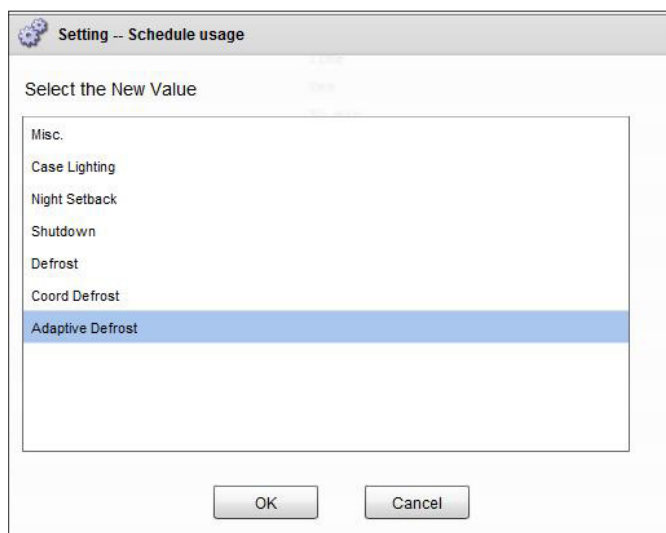 Setting -- Schedule usage
Select the New Value
Misc.
Case Lighting
Night Setback
Shutdown
Defrost
Coord Defrost
Adaptive Defrost
OK
Cancel